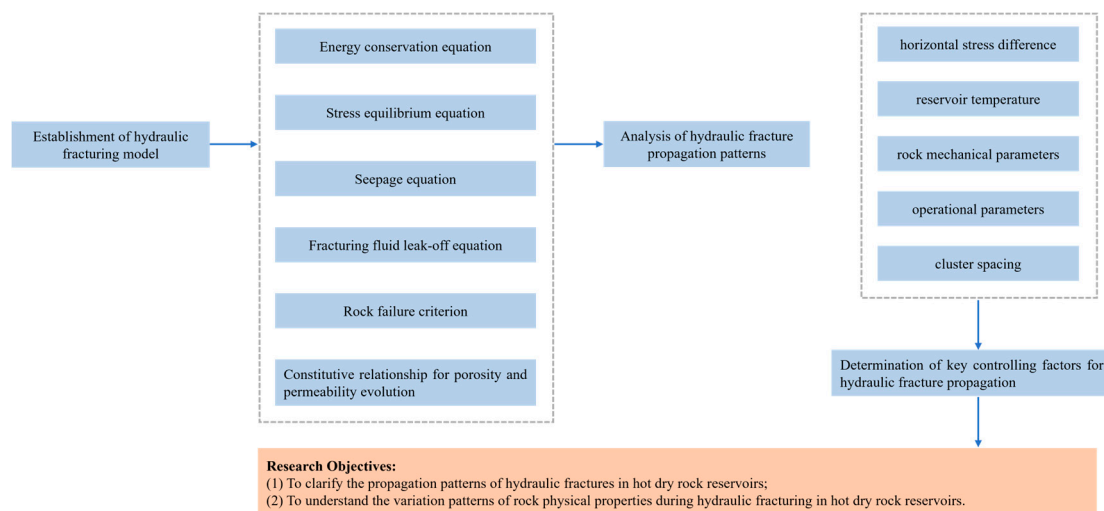 Establishment of hydraulic
fracturing model
Energy conservation equation
Stress equilibrium equation
Seepage equation
Fracturing fluid leak-off equation
Rock failure criterion
Constitutive relationship for porosity and
permeability evolution
Analysis of hydraulic fracture
propagation patterns
horizontal stress difference
reservoir temperature
rock mechanical parameters
operational parameters
cluster spacing
Determination of key controlling factors for
hydraulic fracture propagation
Research Objectives:
(1) To clarify the propagation patterns of hydraulic fractures in hot dry rock reservoirs;
(2) To understand the variation patterns of rock physical properties during hydraulic fracturing in hot dry rock reservoirs.